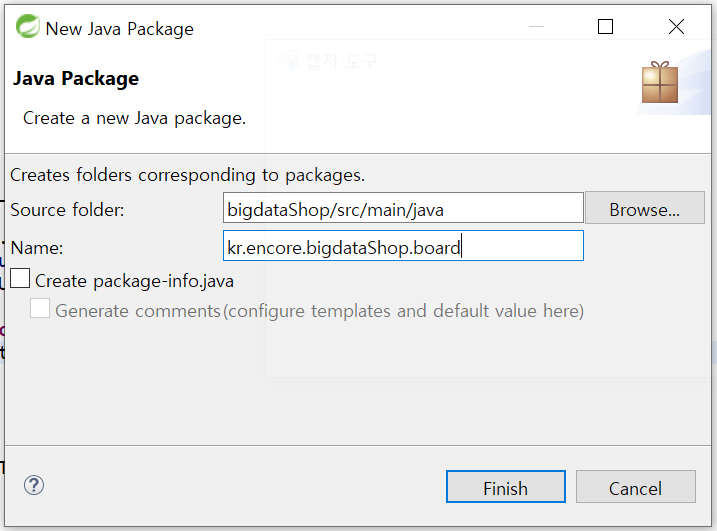 New Java Package
캡처 도구
Java Package
Create a new Java package.
Creates folders corresponding to packages.
Source folder:
bigdataShop/src/main/java
Browse...
Name:
kr.encore.bigdataShop.board
Create package-info.java
Generate comments (configure templates and default value here)
Finish
Cancel